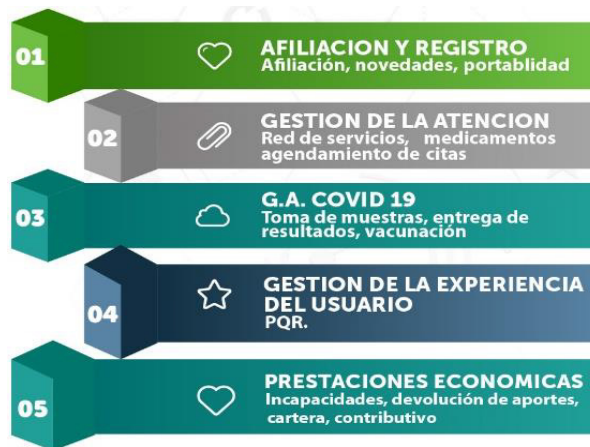 01
AFILIACION Y REGISTRO
Afiliación, novedades, portablidad
02
GESTION DE LA ATENCION
Red de servicios, medicamentos
agendamiento de citas
03
G.A. COVID 19
Toma de muestras, entrega de
resultados, vacunación
04
GESTION DE LA EXPERIENCIA
DEL USUARIO
PQR.
05
PRESTACIONES ECONOMICAS
Incapacidades, devolución de aportes,
cartera, contributivo